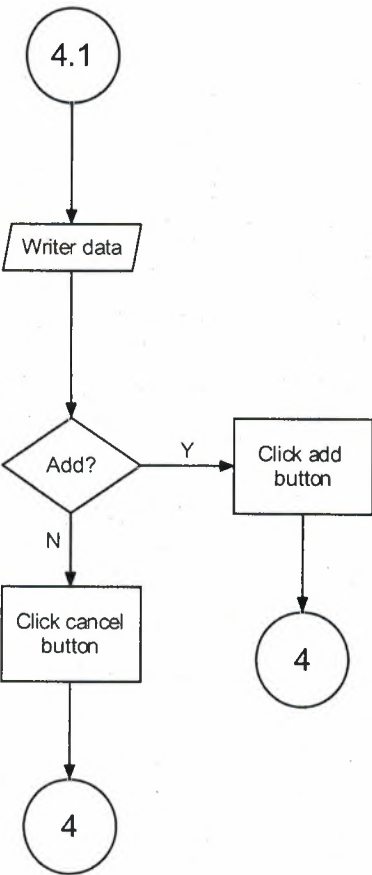 4.1
Writer data
Add?
Y
Click add
button
N
Click cancel
button
4
4